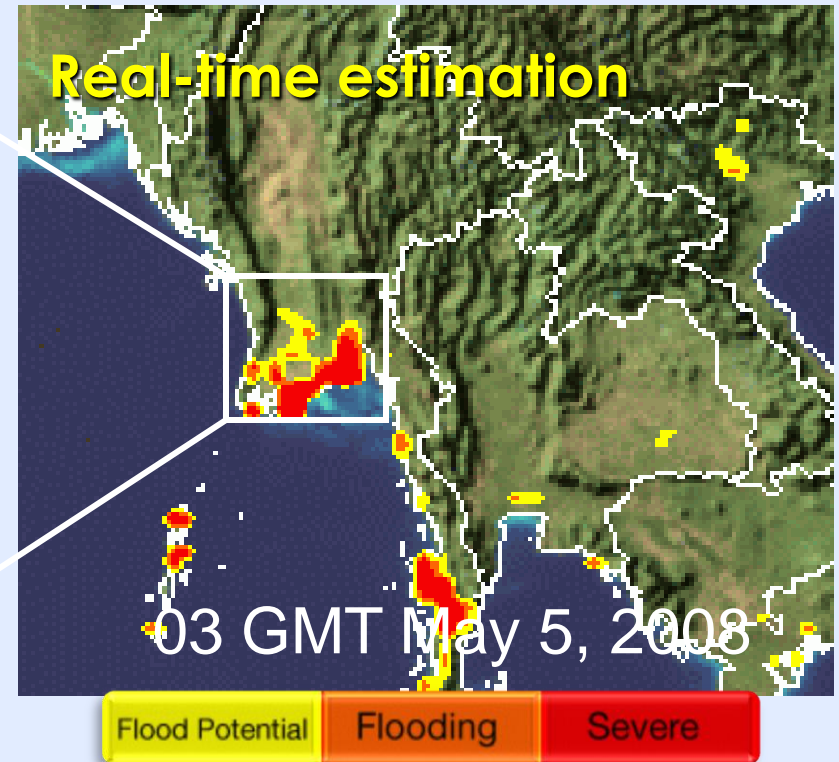 Real-time estimation
03 GMT May 5, 2008
Flood Potential Flooding Severe